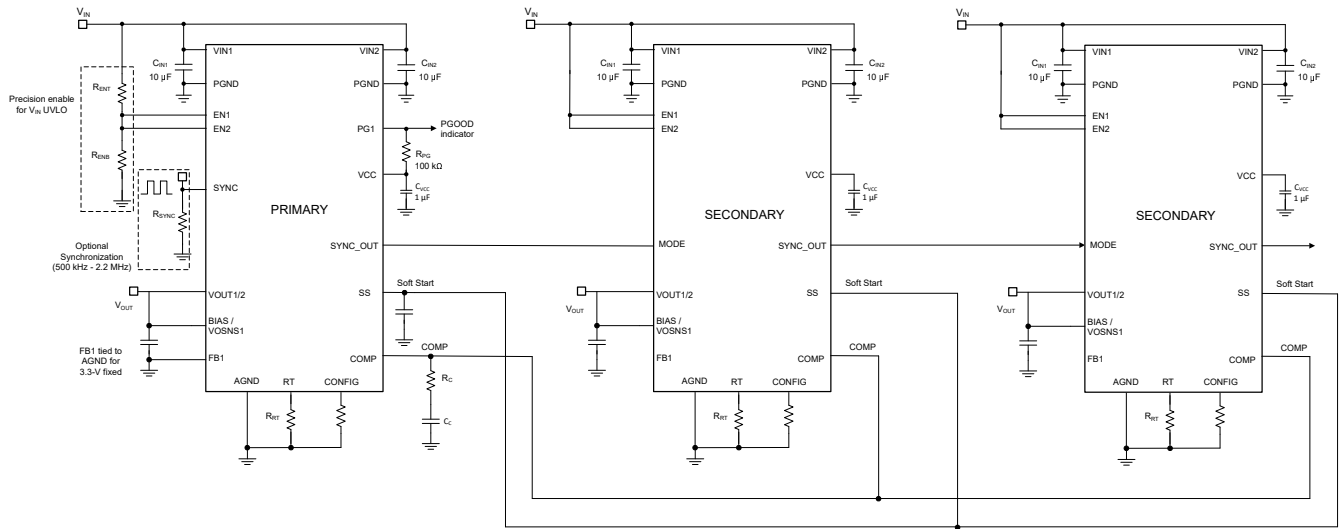 VIN
VIN1
VIN2
CIN1
10 µF
CIN2
10 µF
PGND
PGND
RENT
Precision enable
for VIN UVLO
EN1
EN2
PG1
PGOOD
indicator
RPG
100 kΩ
RENB
VCC
CVCC
1 µF
SYNC
RSYNC
PRIMARY
Optional
Synchronization
(500 kHz - 2.2 MHz)
SYNC_OUT
Soft Start
VOUT1/2
SS
VOUT
BIAS /
VOSNS1
FB1 tied to
AGND for
3.3-V fixed
FB1
COMP
COMP
AGND
RT
CONFIG
RC
RRT
CC
VIN
VIN2
CIN1
10 µF
CIN2
10 µF
PGND
PGND
EN1
EN2
VCC
CVCC
1 µF
SECONDARY
MODE
SYNC_OUT
Soft Start
VOUT1/2
SS
VOUT
BIAS /
VOSNS1
FB1
COMP
COMP
AGND
RT
CONFIG
RRT
VIN
VIN1
VIN2
CIN1
10 µF
CIN2
10 µF
PGND
PGND
EN1
EN2
VCC
CVCC
1 µF
SECONDARY
MODE
SYNC_OUT
Soft Start
VOUT1/2
SS
VOUT
BIAS /
VOSNS1
FB1
COMP
COMP
AGND
RT
CONFIG
RRT